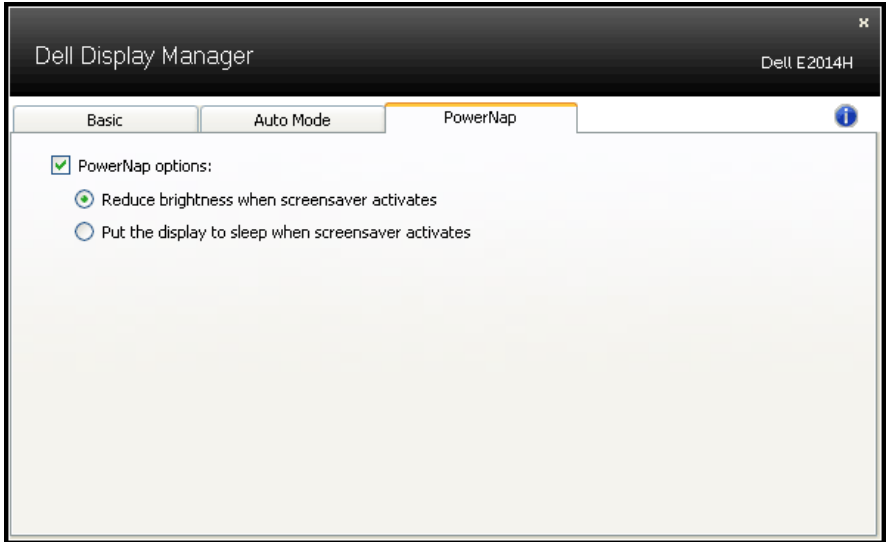 Dell Display Manager
Dell E2014H
Basic
Auto Mode
PowerNap
PowerNap options:
Reduce brightness when screensaver activates
Put the display to sleep when screensaver activates